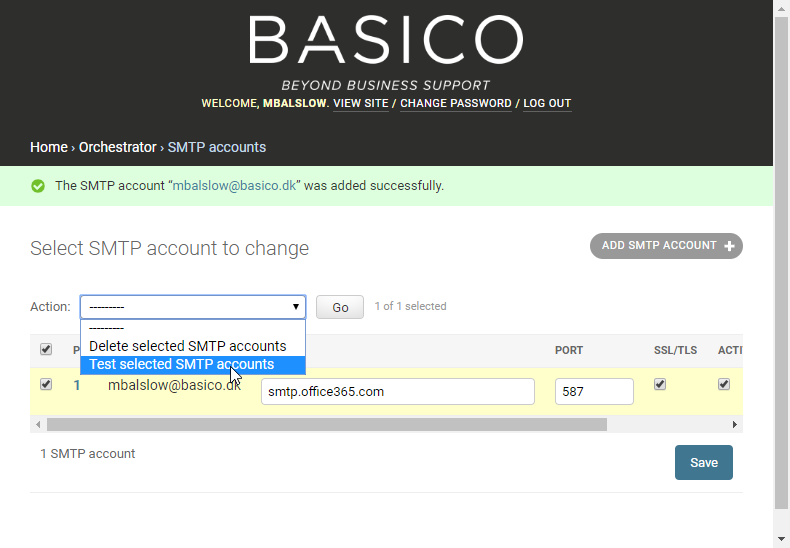 BASICO
BEYOND BUSINESS SUPPORT
WELCOME, MBALSLOW. VIEW SITE / CHANGE PASSWORD / LOG OUT
Home › Orchestrator › SMTP accounts
The SMTP account “mbalslow@basico.dk” was added successfully.
Select SMTP account to change
ADD SMTP ACCOUNT
Action: --------- Go 1 of 1 selected
---------
Delete selected SMTP accounts
Test selected SMTP accounts
PORT SSL/TLS
1 mbalslow@basico.dk smtp.office365.com 587
1 SMTP account
Save